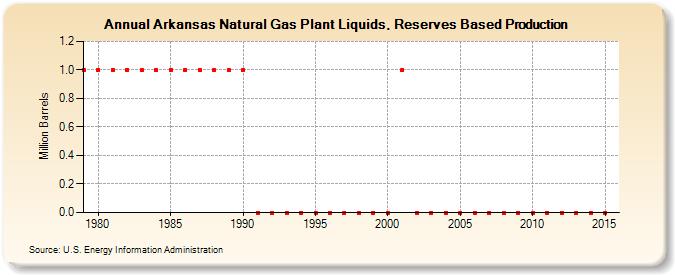 Annual Arkansas Natural Gas Plant Liquids, Reserves Based Production
Million Barrels
1.2
1.0
0.8
0.6
0.4
0.2
0.0
1980 1985 1990 1995 2000 2005 2010 2015
Source: U.S. Energy Information Administration